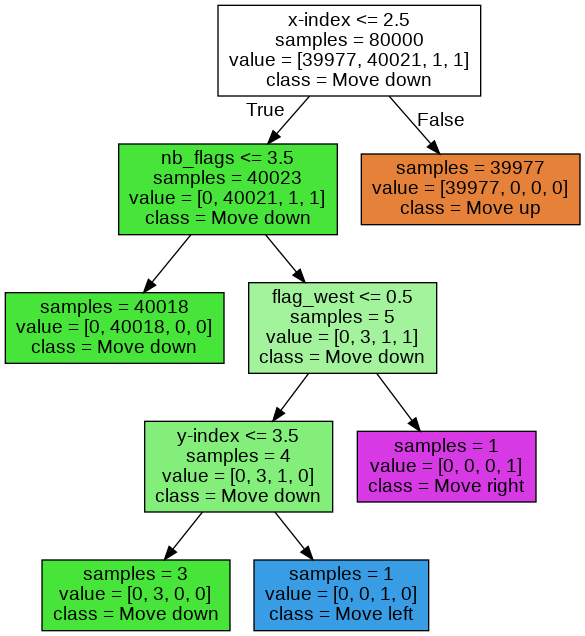 x-index <= 2.5
samples = 80000
value = [39977, 40021, 1, 1]
class = Move down
True
False
nb_flags <= 3.5
samples = 40023
value = [0, 40021, 1, 1]
class = Move down
samples = 39977
value = [39977, 0, 0, 0]
class = Move up
samples = 40018
value = [0, 40018, 0, 0]
class = Move down
flag_west <= 0.5
samples = 5
value = [0, 3, 1, 1]
class = Move down
y-index <= 3.5
samples = 4
value = [0, 3, 1, 0]
class = Move down
samples = 1
value = [0, 0, 0, 1]
class = Move right
samples = 3
value = [0, 3, 0, 0]
class = Move down
samples = 1
value = [0, 0, 1, 0]
class = Move left